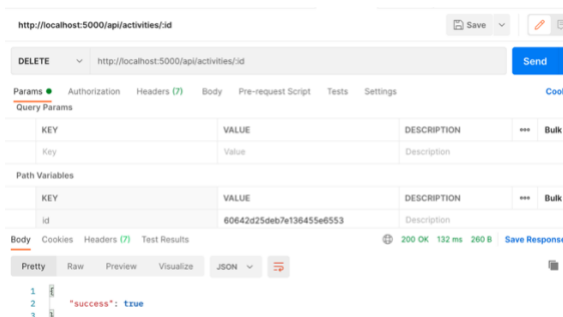 http://localhost:5000/api/activities/:id Save
DELETE http://localhost:5000/api/activities/:id Send
Params Authorization Headers (7) Body Pre-request Script Tests Settings
Query Params
KEY VALUE DESCRIPTION ••• Bulk
Key Value Description
Path Variables
KEY VALUE DESCRIPTION ••• Bulk
id 60642d25deb7e136455e6553 Description
Body Cookies Headers (7) Test Results 200 OK 132 ms 260 B Save Response
Pretty Raw Preview Visualize JSON
1 {
2 "success": true
3 }